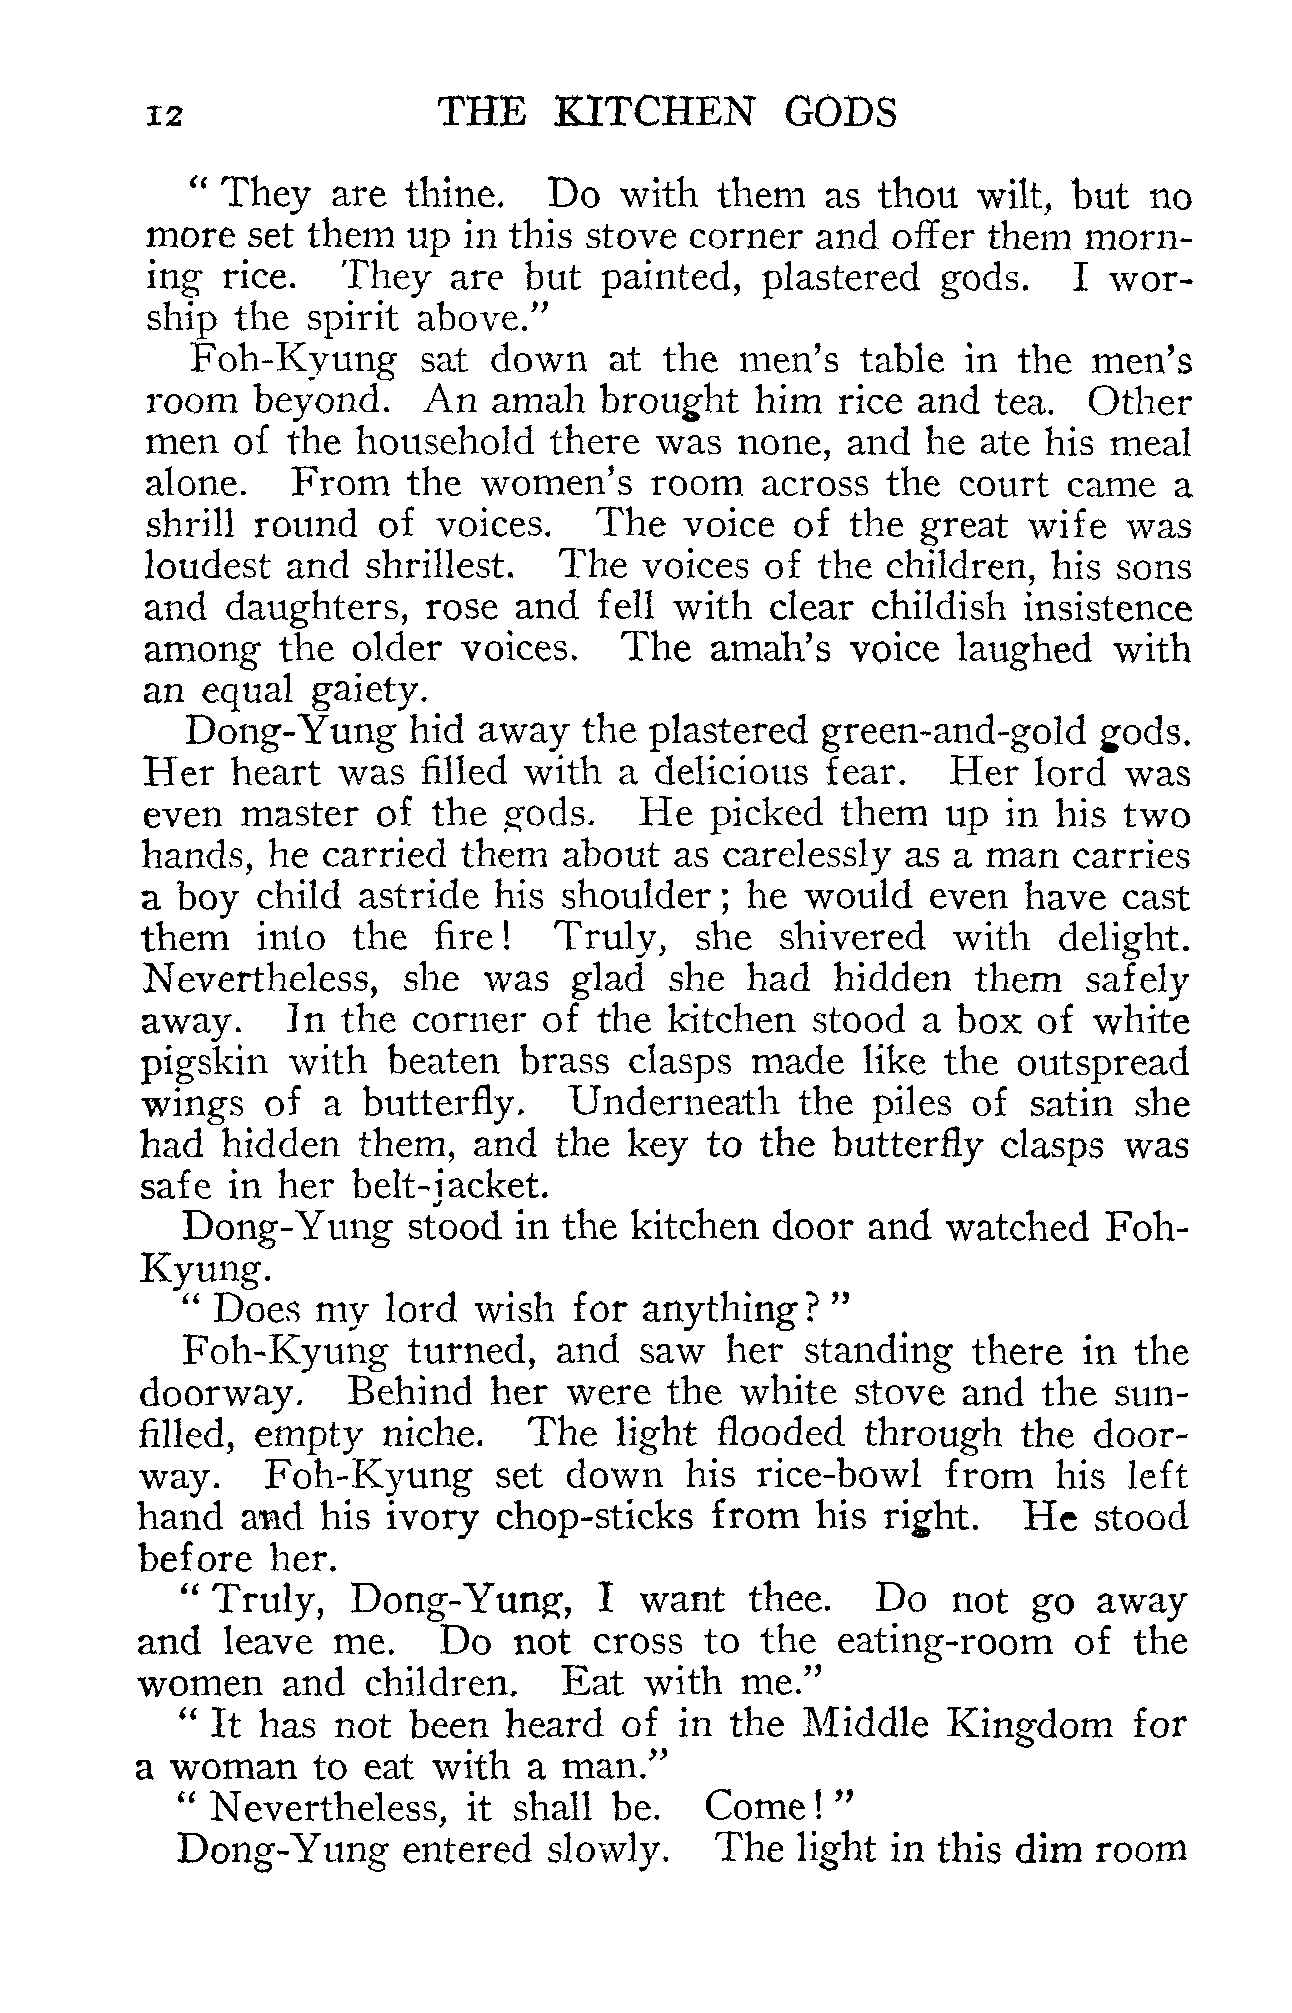 12 THE KITCHEN GODS
" They are thine. Do with them as thou wilt, but no
more set them up in this stove corner and offer them morn-
ing rice. They are but painted, plastered gods. I wor-
ship the spirit above."
Foh-Kyung sat down at the men's table in the men's
room beyond. An amah brought him rice and tea. Other
men of the household there was none, and he ate his meal
alone. From the women's room across the court came a
shrill round of voices. The voice of the great wife was
loudest and shrillest. The voices of the children, his sons
and daughters, rose and fell with clear childish insistence
among the older voices. The amah's voice laughed with
an equal gaiety.
Dong-Yung hid away the plastered green-and-gold gods.
Her heart was filled with a delicious fear. Her lord was
even master of the gods. He picked them up in his two
hands, he carried them about as carelessly as a man carries
a boy child astride his shoulder; he would even have cast
them into the fire! Truly, she shivered with delight.
Nevertheless, she was glad she had hidden them safely
away. In the corner of the kitchen stood a box of white
pigskin with beaten brass clasps made like the outspread
wings of a butterfly. Underneath the piles of satin she
had hidden them, and the key to the butterfly clasps was
safe in her belt-jacket.
Dong-Yung stood in the kitchen door and watched Foh-
Kyung.
" Does my lord wish for anything? "
Foh-Kyung turned, and saw her standing there in the
doorway. Behind her were the white stove and the sun-
filled, empty niche. The light flooded through the door-
way. Foh-Kyung set down his rice-bowl from his left
hand and his ivory chop-sticks from his right. He stood
before her.
" Truly, Dong-Yung, I want thee. Do not go away
and leave me. Do not cross to the eating-room of the
women and children. Eat with me."
" It has not been heard of in the Middle Kingdom for
a woman to eat with a man."
" Nevertheless, it shall be. Come! "
Dong-Yung entered slowly. The light in this dim room